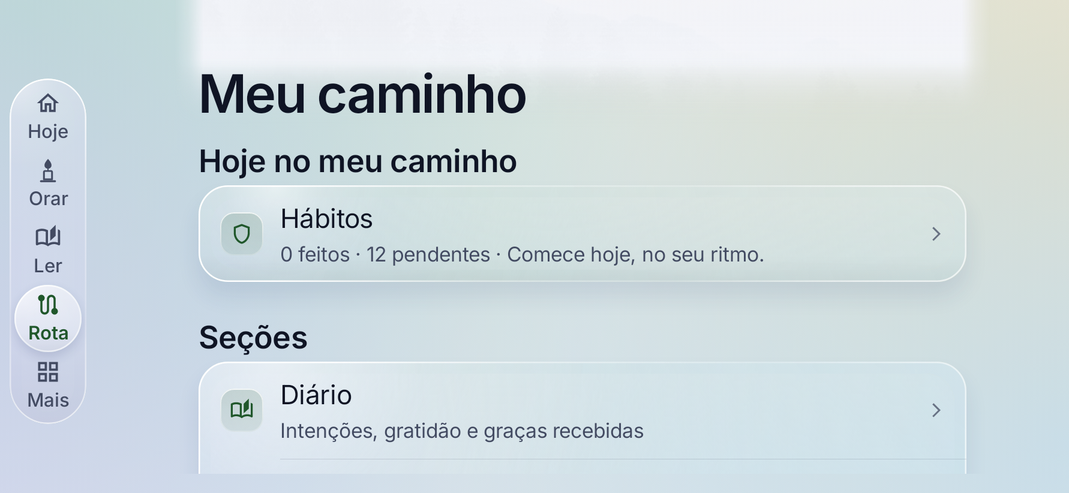 Meu caminho
Hoje no meu caminho
Hábitos
0 feitos · 12 pendentes · Comece hoje, no seu ritmo.
Seções
Diário
Intenções, gratidão e graças recebidas
Hoje
Orar
Ler
Rota
Mais